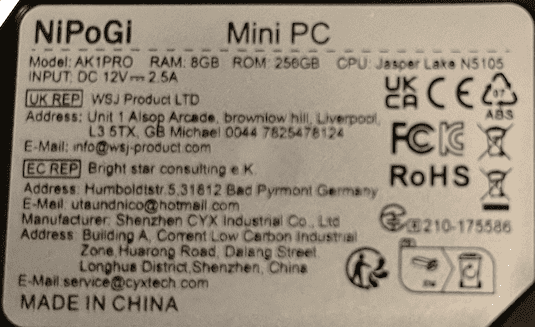 NiPoGi Mini PC
Model: AK1PRO RAM: 8GB ROM: 256GB CPU: Jasper Lake N5105
INPUT: DC 12V⎓2.5A
UK REP WSJ Product LTD
Address: Unit 1 Alsop Arcade, brownlow hill, Liverpool,
L3 5TX, GB Michael 0044 7825478124
E-Mail: info@wsj-product.com
EC REP Bright star consulting e.K.
Address: Humboldtstr.5,31812 Bad Pyrmont Germany
E-Mail: utaundnico@hotmail.com
Manufacturer: Shenzhen CYX Industrial Co., Ltd
Address: Building A, Corrent Low Carbon Industrial
Zone,Huarong Road, Dalang Street,
Longhua District,Shenzhen, China
E-Mail.service@cyxtech.com
MADE IN CHINA
UK
CA CE 07
ABS
FC
RoHS
210-175586